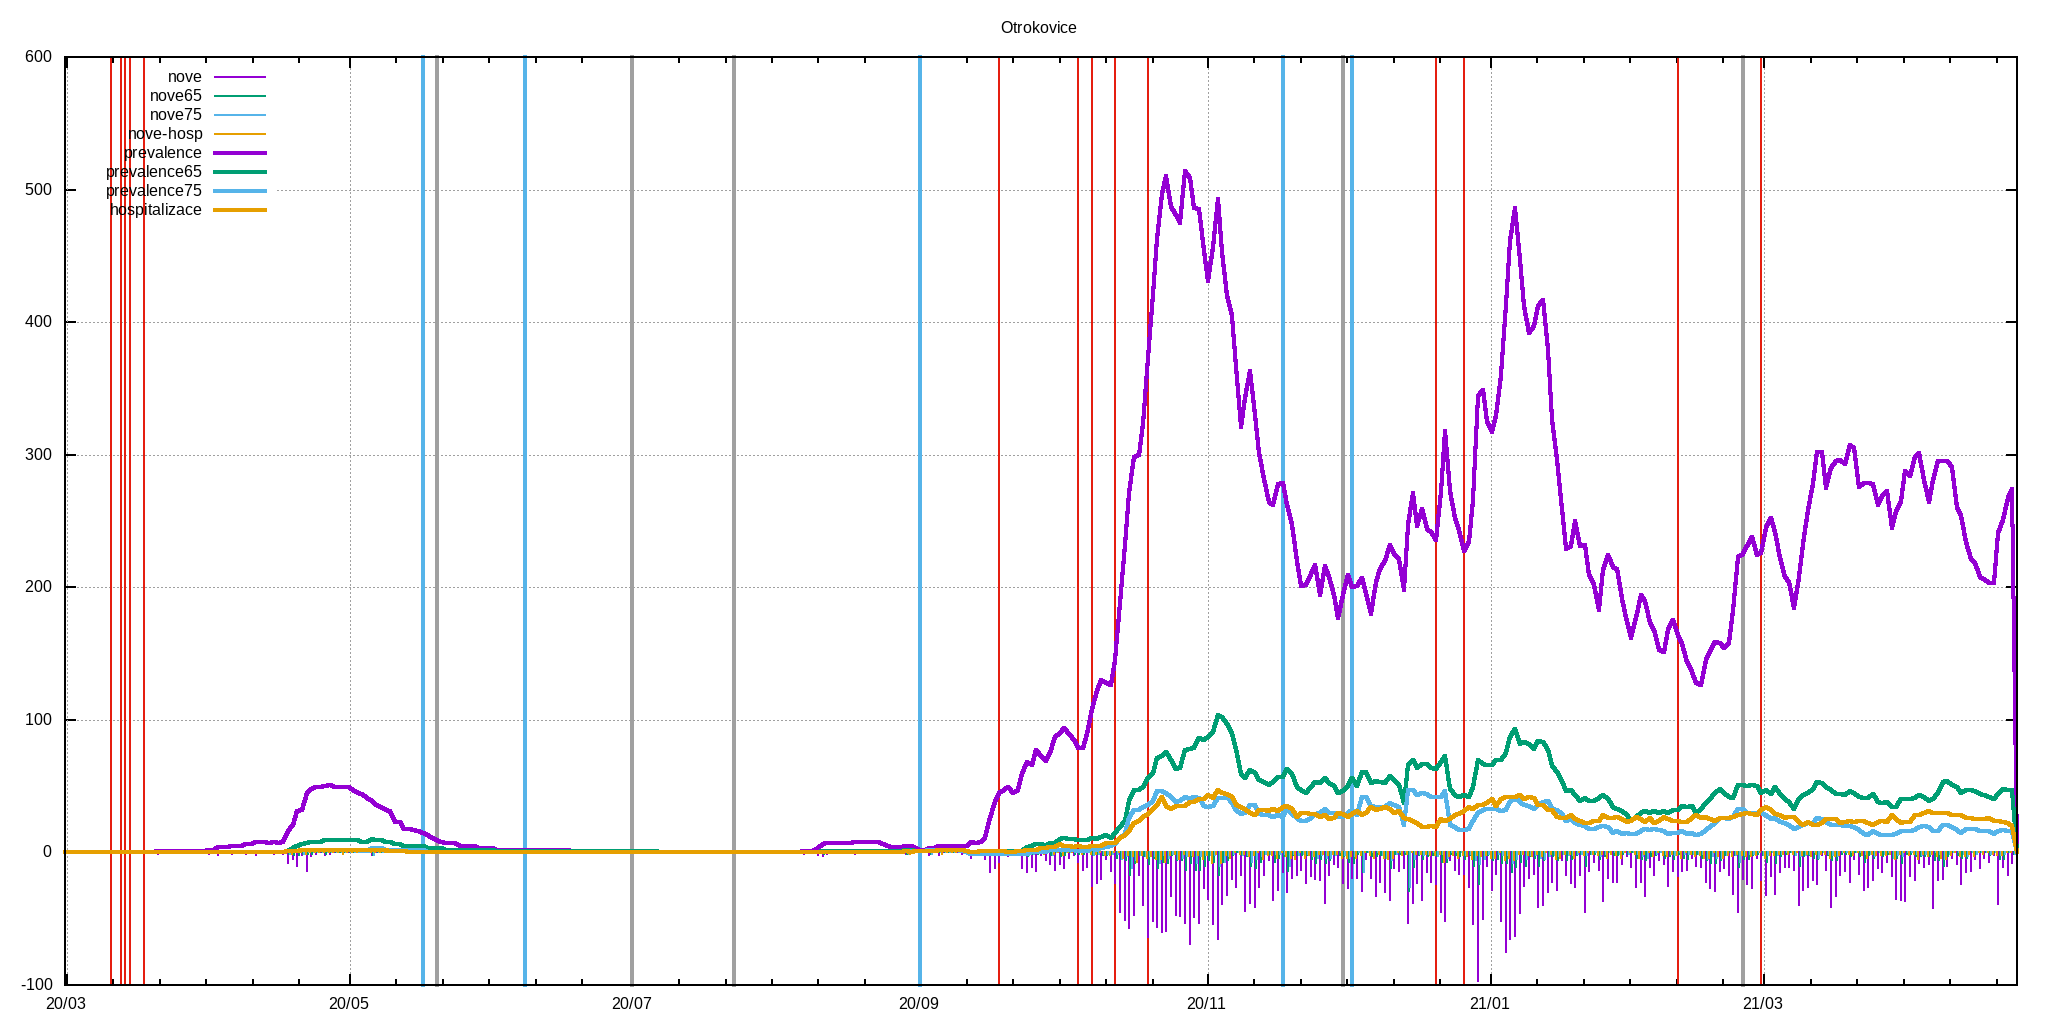 Otrokovice
600
500
400
300
200
100
0
-100
nove
nove65
nove75
nove-hosp
prevalence
prevalence65
prevalence75
hospitalizace
20/03 20/05 20/07 20/09 20/11 21/01 21/03